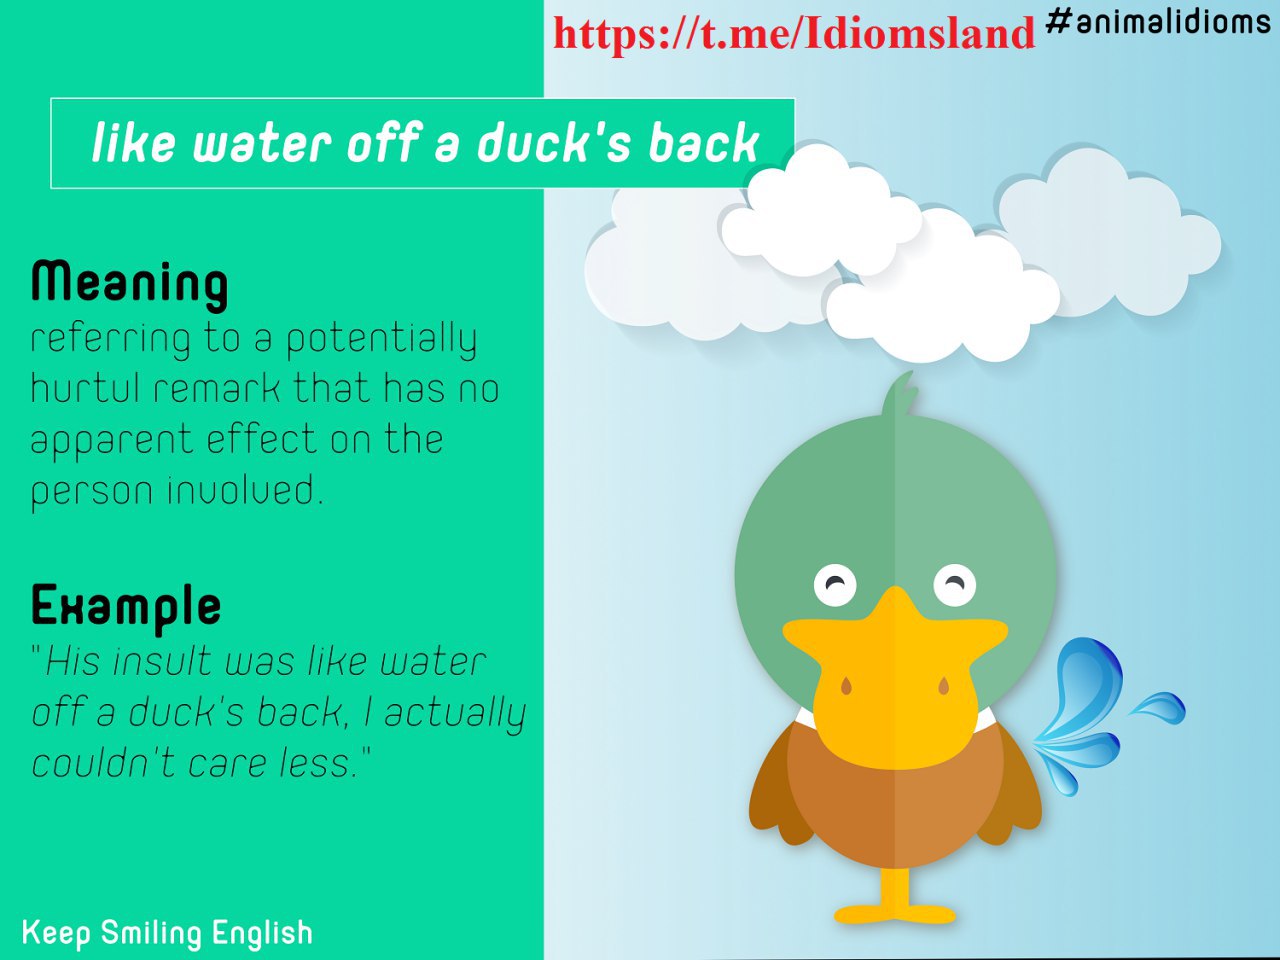 https://t.me/Idiomsland #animalidioms
like water off a duck's back
Meaning
referring to a potentially
hurtul remark that has no
apparent effect on the
person involved.
Example
"His insult was like water
off a duck's back, I actually
couldn't care less."
Keep Smiling English